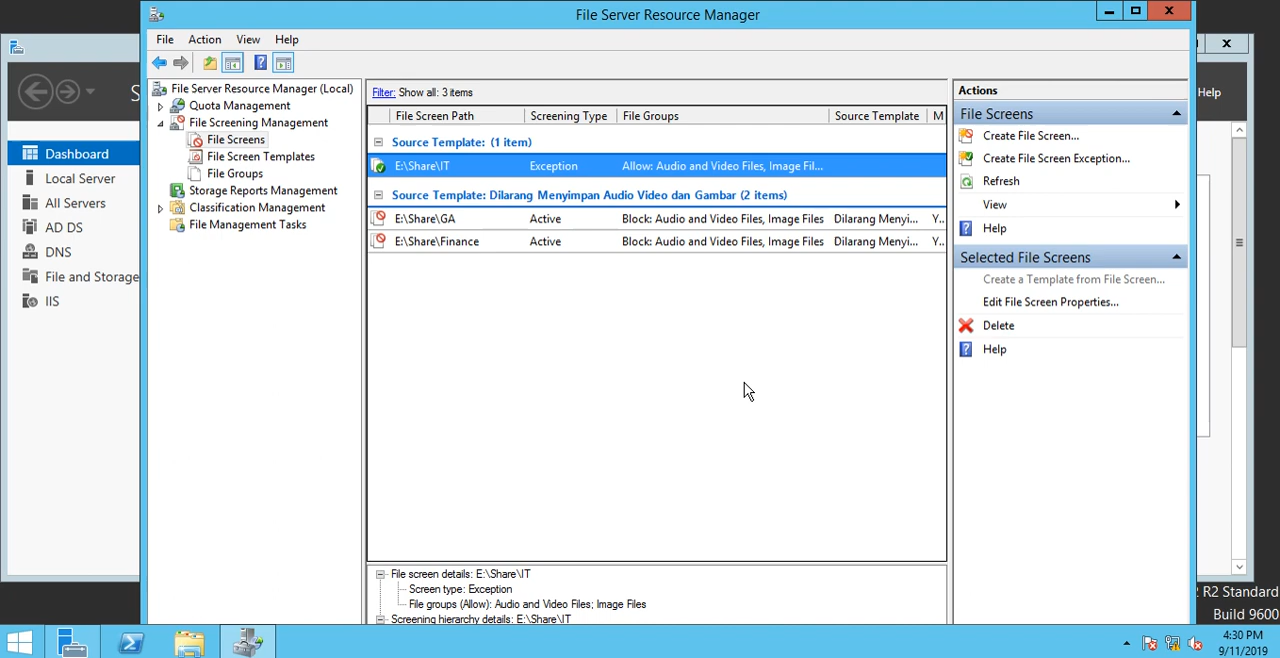 File Server Resource Manager
File Action View Help
Filter: Show all: 3 items
File Server Resource Manager (Local)
Quota Management
File Screening Management
File Screens
File Screen Templates
File Groups
Storage Reports Management
Classification Management
File Management Tasks
File Screen Path Screening Type File Groups Source Template M
Source Template: (1 item)
E:\Share\IT Exception Allow: Audio and Video Files, Image Fil...
Source Template: Dilarang Menyimpan Audio Video dan Gambar (2 items)
E:\Share\GA Active Block: Audio and Video Files, Image Files Dilarang Menyi... Y...
E:\Share\Finance Active Block: Audio and Video Files, Image Files Dilarang Menyi... Y...
File screen details: E:\Share\IT
Screen type: Exception
File groups (Allow): Audio and Video Files; Image Files
Screening hierarchy details: E:\Share\IT
Actions
File Screens
Create File Screen...
Create File Screen Exception...
Refresh
View
Help
Selected File Screens
Create a Template from File Screen...
Edit File Screen Properties...
Delete
Help
S
Dashboard
Local Server
All Servers
AD DS
DNS
File and Storage
IIS
Help
R2 Standard
Build 9600
4:30 PM
9/11/2019